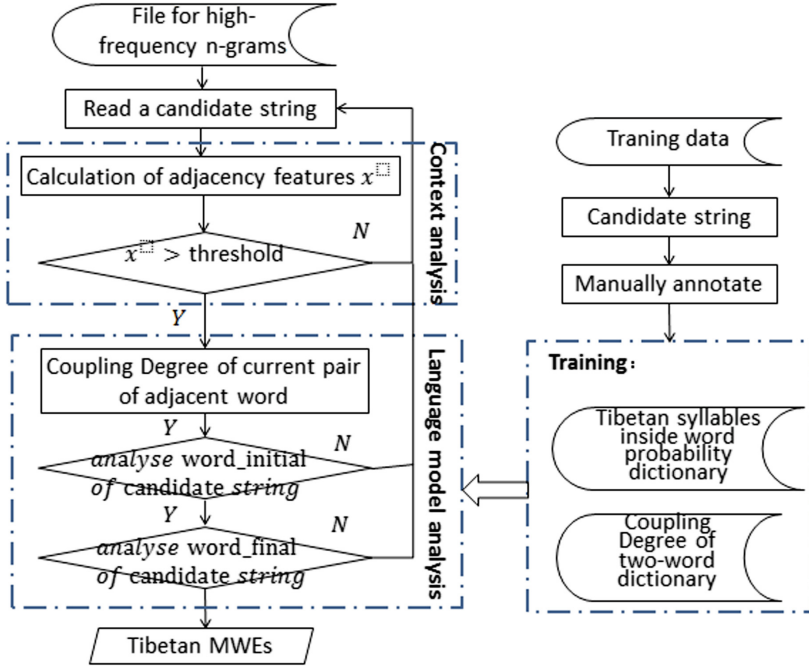 File for high-
frequency n-grams
Read a candidate string
Context analysis
Calculation of adjacency features x
x > threshold
N
Y
Language model analysis
Coupling Degree of current pair
of adjacent word
Y
N
analyse word_initial
of candidate string
Y
N
analyse word_final
of candidate string
Tibetan MWEs
Traning data
Candidate string
Manually annotate
Training:
Tibetan syllables
inside word
probability
dictionary
Coupling
Degree of
two-word
dictionary